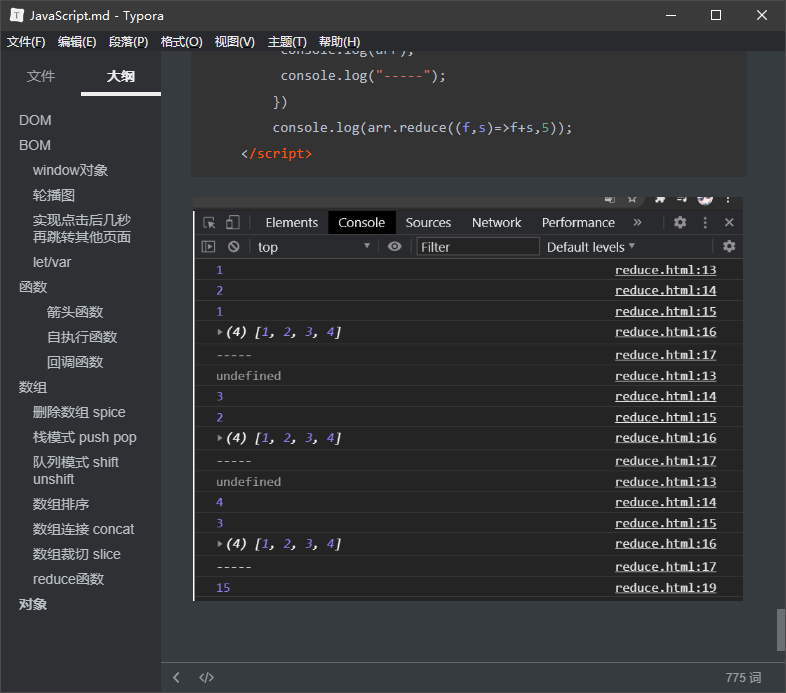 JavaScript.md - Typora
文件(F) 编辑(E) 段落(P) 格式(O) 视图(V) 主题(T) 帮助(H)
文件 大纲
DOM
BOM
window对象
轮播图
实现点击后几秒
再跳转其他页面
let/var
函数
箭头函数
自执行函数
回调函数
数组
删除数组 spice
栈模式 push pop
队列模式 shift
unshift
数组排序
数组连接 concat
数组裁切 slice
reduce函数
对象
console.log(arr);
console.log("-----");
})
console.log(arr.reduce((f,s)=>f+s,5));
</script>
Elements Console Sources Network Performance »
top Filter Default levels
1 reduce.html:13
2 reduce.html:14
1 reduce.html:15
(4) [1, 2, 3, 4] reduce.html:16
----- reduce.html:17
undefined reduce.html:13
3 reduce.html:14
2 reduce.html:15
(4) [1, 2, 3, 4] reduce.html:16
----- reduce.html:17
undefined reduce.html:13
4 reduce.html:14
3 reduce.html:15
(4) [1, 2, 3, 4] reduce.html:16
----- reduce.html:17
15 reduce.html:19
775 词